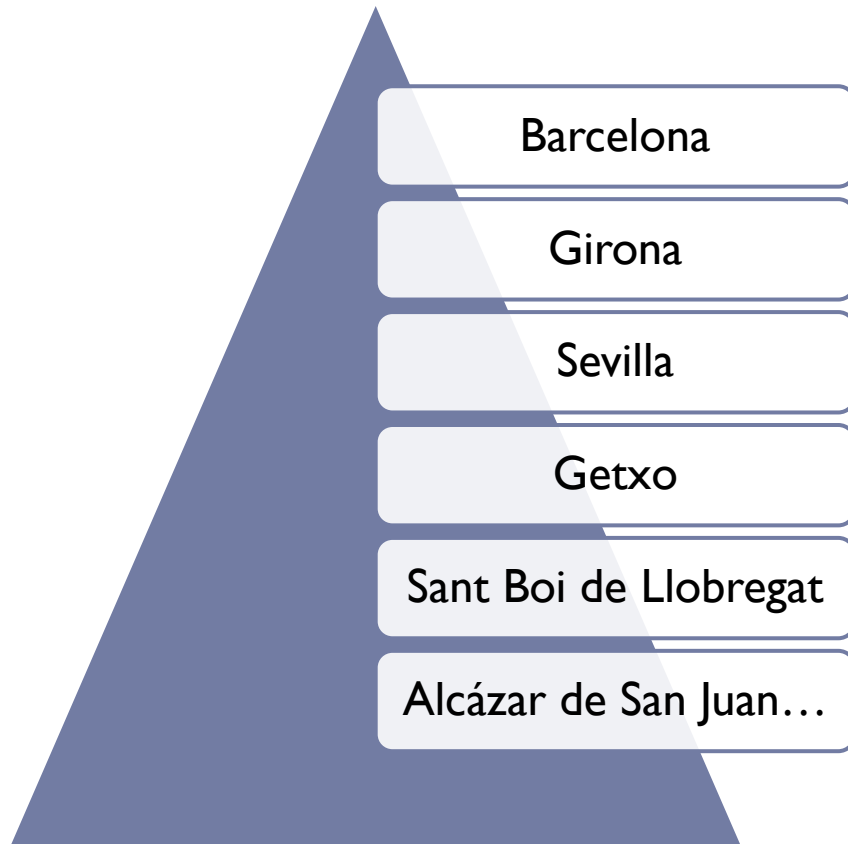 Barcelona
Girona
Sevilla
Getxo
Sant Boi de Llobregat
Alcázar de San Juan…